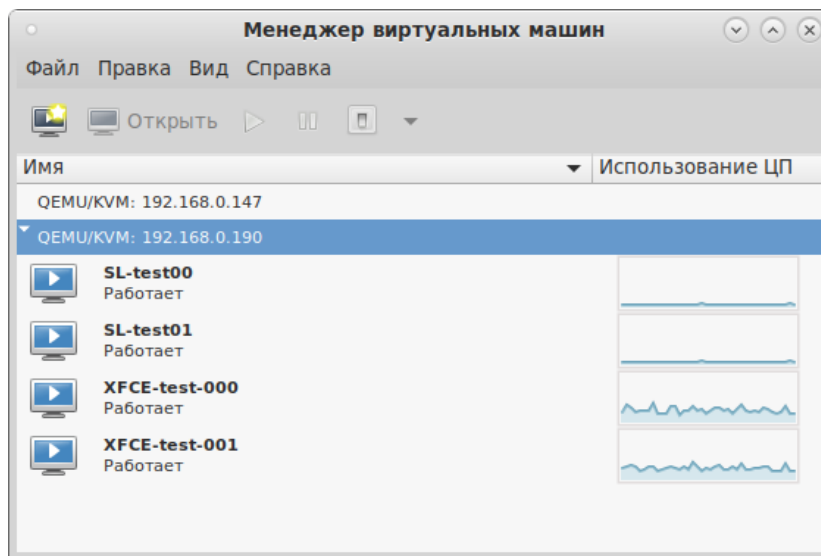 Менеджер виртуальных машин
Файл Правка Вид Справка
Открыть
Имя Использование ЦП
QEMU/KVM: 192.168.0.147
QEMU/KVM: 192.168.0.190
SL-test00
Работает
SL-test01
Работает
XFCE-test-000
Работает
XFCE-test-001
Работает